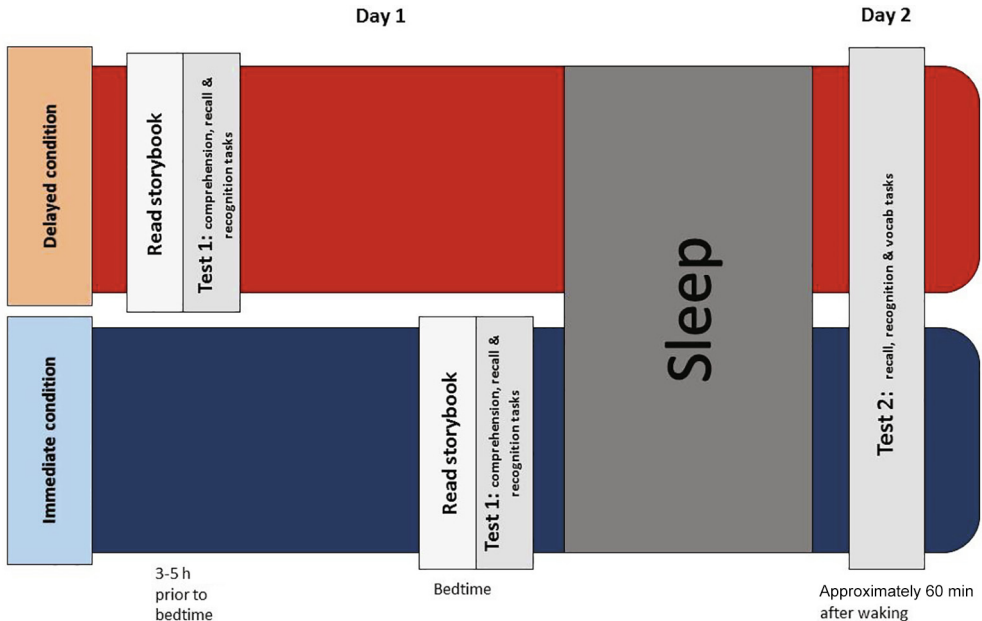 Day 1
Day 2
Delayed condition
Read storybook
Test 1: comprehension, recall &
recognition tasks
Sleep
Test 2: recall, recognition & vocab tasks
Immediate condition
Read storybook
Test 1: comprehension, recall &
recognition tasks
3-5 h
prior to
bedtime
Bedtime
Approximately 60 min
after waking